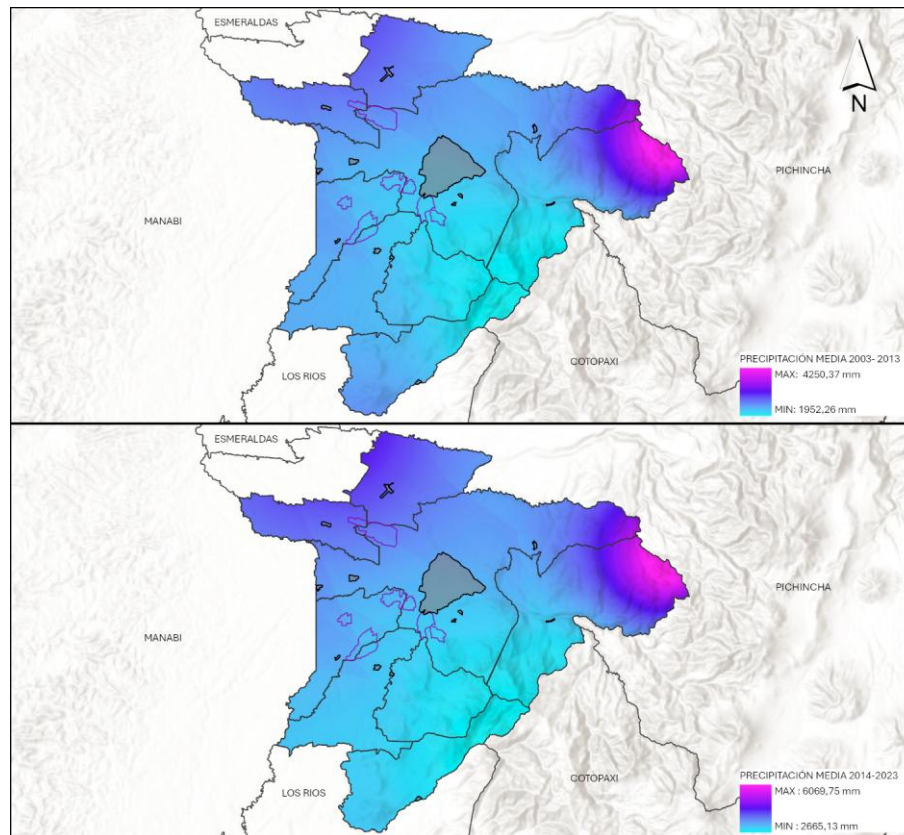 ESMERALDAS
N
PICHINCHA
MANABI
COTOPAXI
LOS RIOS
PRECIPITACIÓN MEDIA 2003- 2013
MAX: 4250,37 mm
MIN: 1952,26 mm
ESMERALDAS
PICHINCHA
MANABI
COTOPAXI
LOS RIOS
PRECIPITACIÓN MEDIA 2014-2023
MAX : 6069,75 mm
MIN : 2665,13 mm